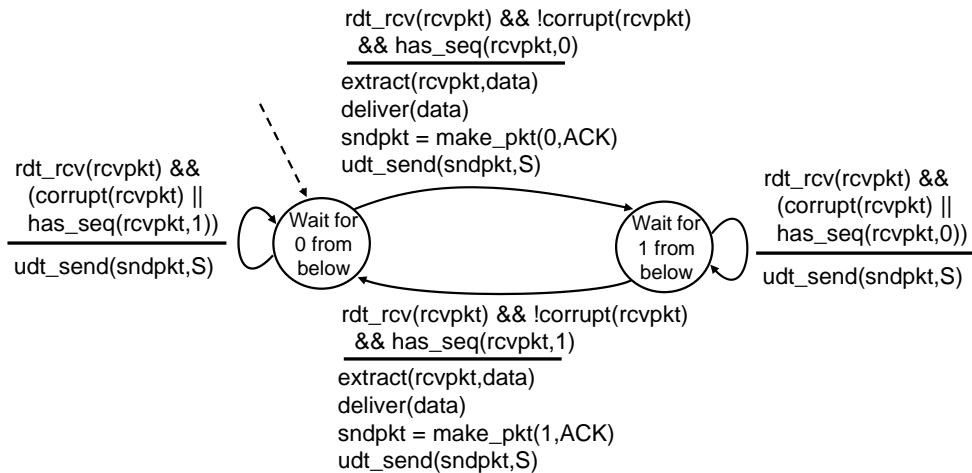 rdt_rcv(rcvpkt) && !corrupt(rcvpkt)
&& has_seq(rcvpkt,0)
extract(rcvpkt,data)
deliver(data)
sndpkt = make_pkt(0,ACK)
udt_send(sndpkt,S)
rdt_rcv(rcvpkt) &&
(corrupt(rcvpkt) ||
has_seq(rcvpkt,1))
udt_send(sndpkt,S)
Wait for
0 from
below
Wait for
1 from
below
rdt_rcv(rcvpkt) &&
(corrupt(rcvpkt) ||
has_seq(rcvpkt,0))
udt_send(sndpkt,S)
rdt_rcv(rcvpkt) && !corrupt(rcvpkt)
&& has_seq(rcvpkt,1)
extract(rcvpkt,data)
deliver(data)
sndpkt = make_pkt(1,ACK)
udt_send(sndpkt,S)